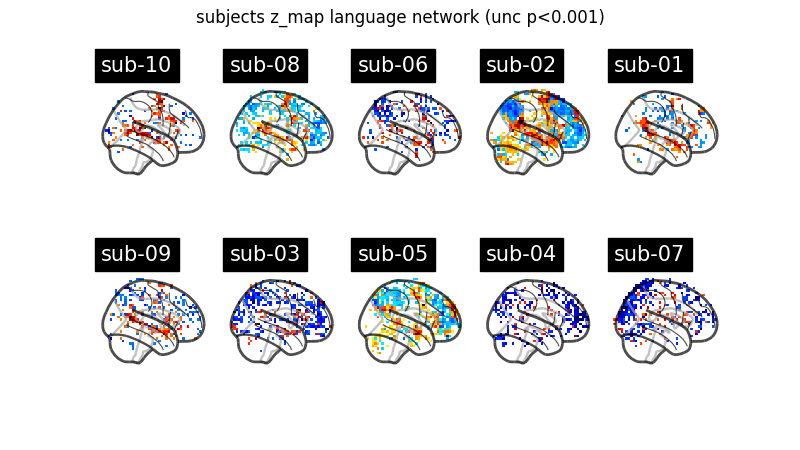 subjects z_map language network (unc p<0.001)
sub-10 sub-08 sub-06 sub-02 sub-01
sub-09 sub-03 sub-05 sub-04 sub-07